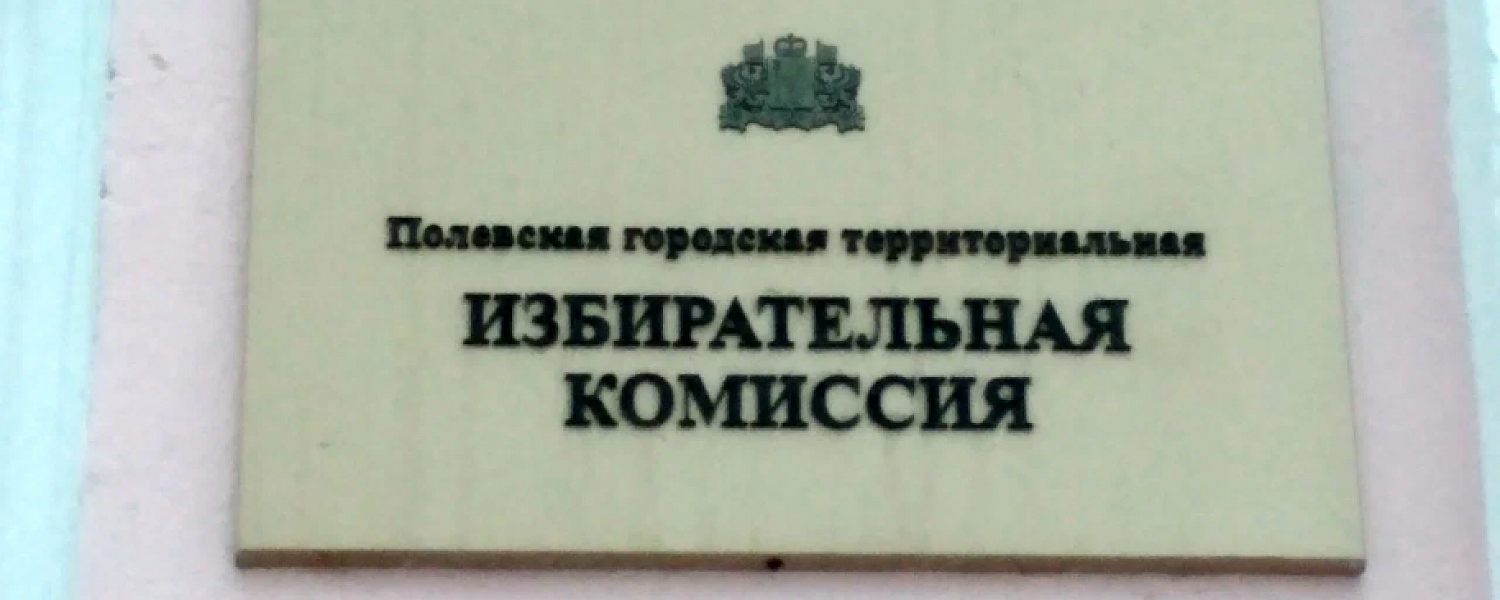 Полевская городская территориальная
ИЗБИРАТЕЛЬНАЯ
КОМИССИЯ